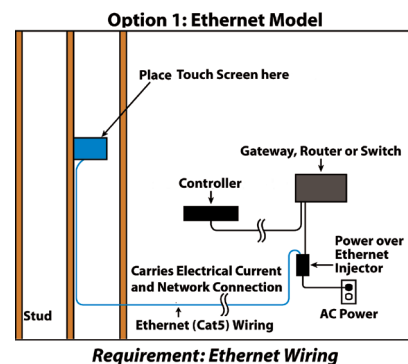 Option 1: Ethernet Model
Place Touch Screen here
Gateway, Router or Switch
Controller
Power over
Ethernet
Injector
Carries Electrical Current
and Network Connection
AC Power
Stud
Ethernet (Cat5) Wiring
Requirement: Ethernet Wiring